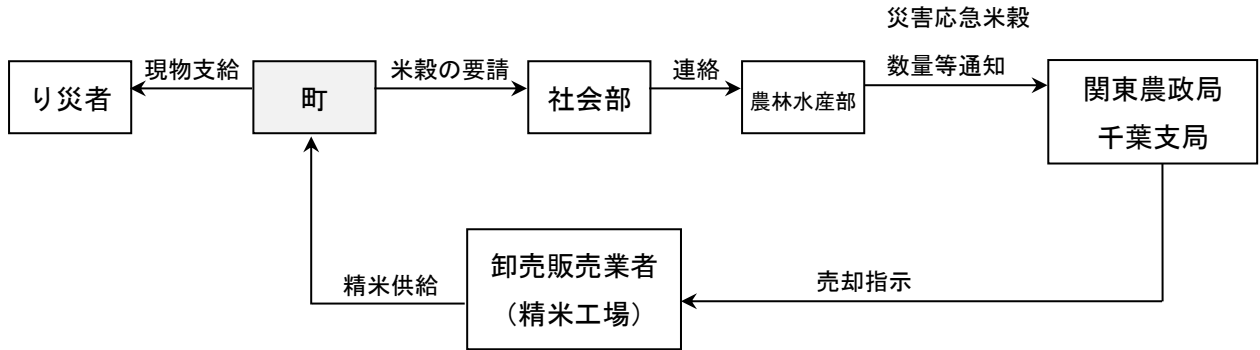 災害応急米穀
現物支給
米穀の要請
連絡
数量等通知
り災者
町
社会部
農林水産部
関東農政局
千葉支局
卸売販売業者
（精米工場）
精米供給
売却指示